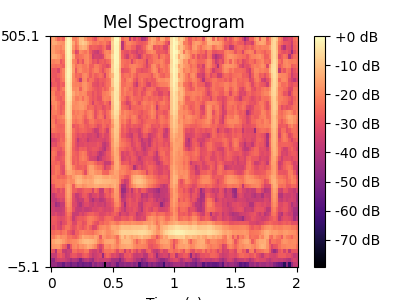 Mel Spectrogram
505.1
−5.1
0
0.5
1
1.5
2
+0 dB
-10 dB
-20 dB
-30 dB
-40 dB
-50 dB
-60 dB
-70 dB